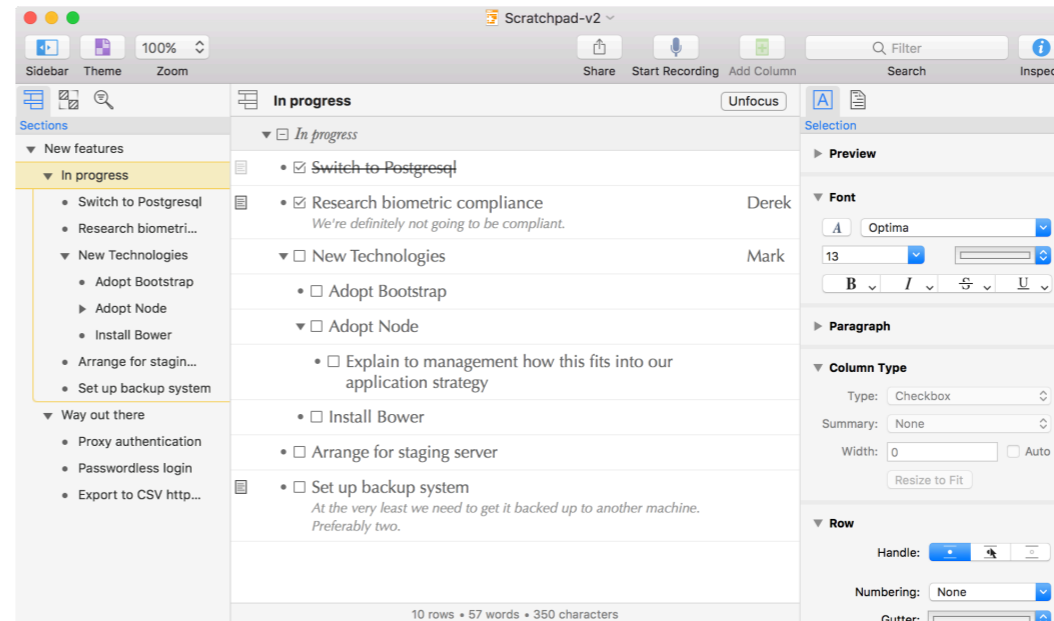 Scratchpad-v2
100%
Filter
Sidebar Theme Zoom Share Start Recording Add Column Search Inspec
In progress Unfocus
Sections
New features
In progress
Switch to Postgresql
Research biometri...
New Technologies
Adopt Bootstrap
Adopt Node
Install Bower
Arrange for stagin...
Set up backup system
Way out there
Proxy authentication
Passwordless login
Export to CSV http...
In progress
Switch to Postgresql
Research biometric compliance Derek
We're definitely not going to be compliant.
New Technologies Mark
Adopt Bootstrap
Adopt Node
Explain to management how this fits into our
application strategy
Install Bower
Arrange for staging server
Set up backup system
At the very least we need to get it backed up to another machine.
Preferably two.
10 rows • 57 words • 350 characters
A
Selection
Preview
Font
A Optima
13
B I S U
Paragraph
Column Type
Type: Checkbox
Summary: None
Width: 0 Auto
Resize to Fit
Row
Handle:
Numbering: None
Gutter: